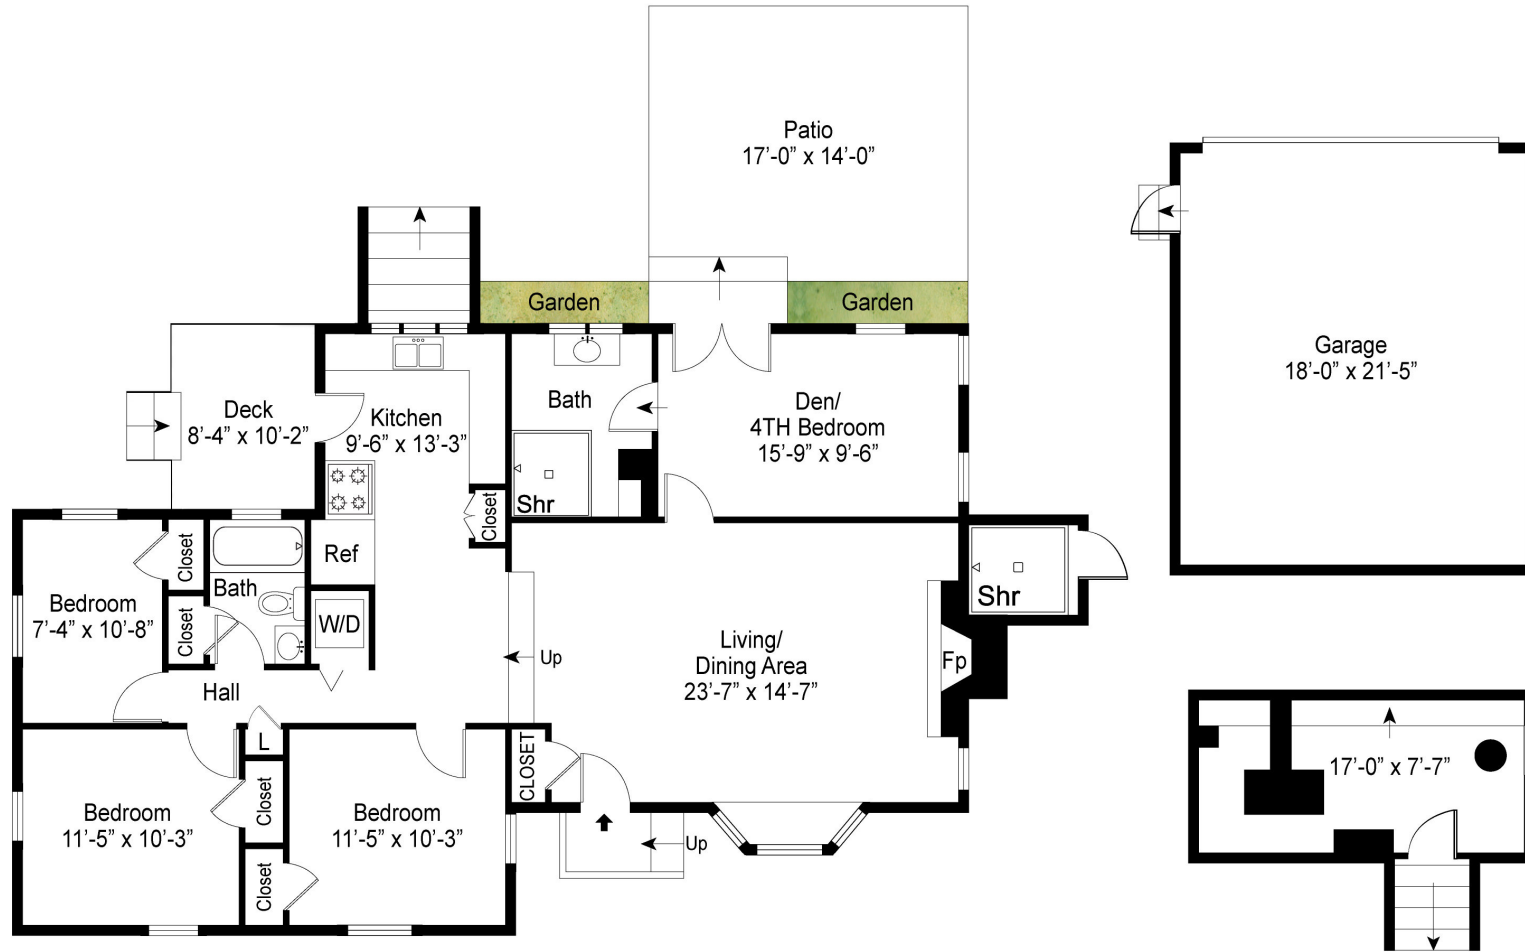 Patio
17’-0” x 14’-0”
Garden
Garden
Garage
18’-0” x 21’-5”
Deck
8’-4” x 10’-2”
Kitchen
9’-6” x 13’-3”
Bath
Den/
4TH Bedroom
15’-9” x 9’-6”
Shr
Closet
Ref
Closet
Bath
Bedroom
7’-4” x 10’-8”
Closet
W/D
Shr
Living/
Dining Area
23’-7” x 14’-7”
Up
Fp
Hall
L
CLOSET
17’-0” x 7’-7”
Bedroom
11’-5” x 10’-3”
Closet
Bedroom
11’-5” x 10’-3”
Up
Closet